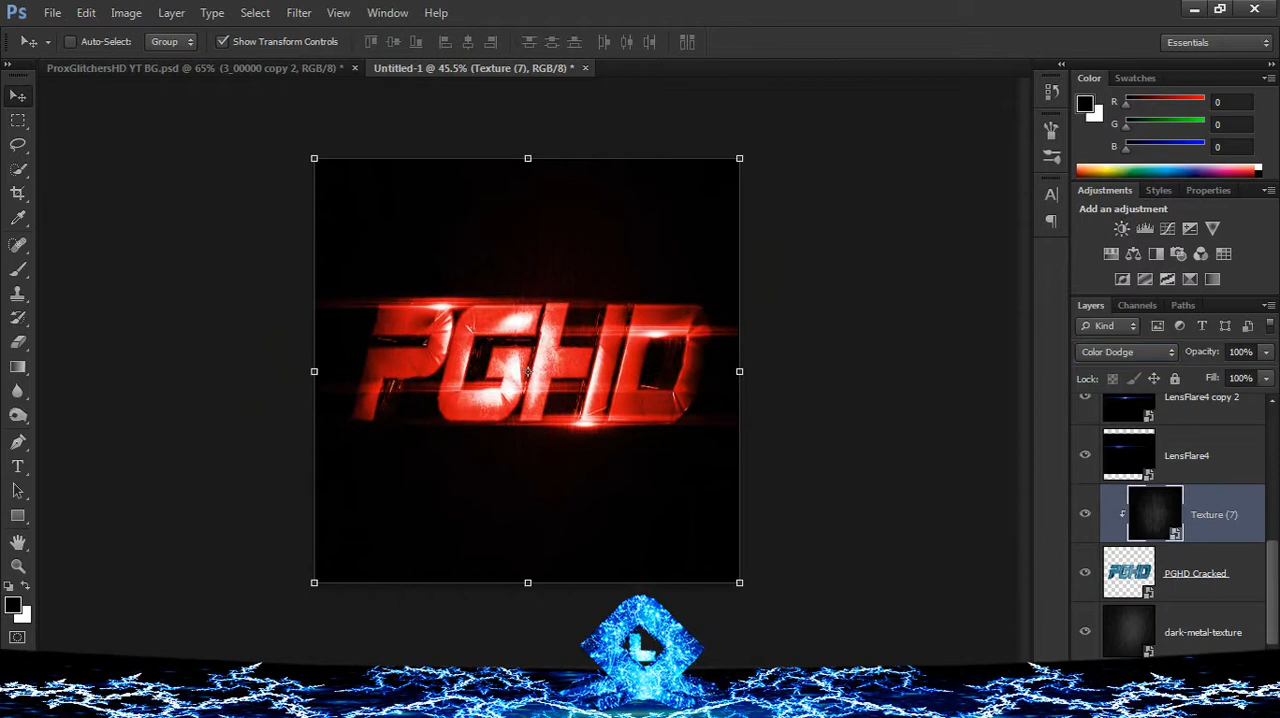 Ps File Edit Image Layer Type Select Filter 3D View Window Help
Auto-Select: Group Show Transform Controls Essentials
ProxGlitchersHD YT BG.psd @ 65% (3_00000 copy 2, RGB/8) * × Untitled-1 @ 45.5% (Texture (7), RGB/8) * ×
Color Swatches
R 0
G 0
B 0
Adjustments Styles Properties
Add an adjustment
Layers Channels Paths
Kind
Color Dodge Opacity: 100%
Lock: Fill: 100%
LensFlare4 copy 2
LensFlare4
Texture (7)
PGHD Cracked
dark-metal-texture
PGHD
PGHD
L